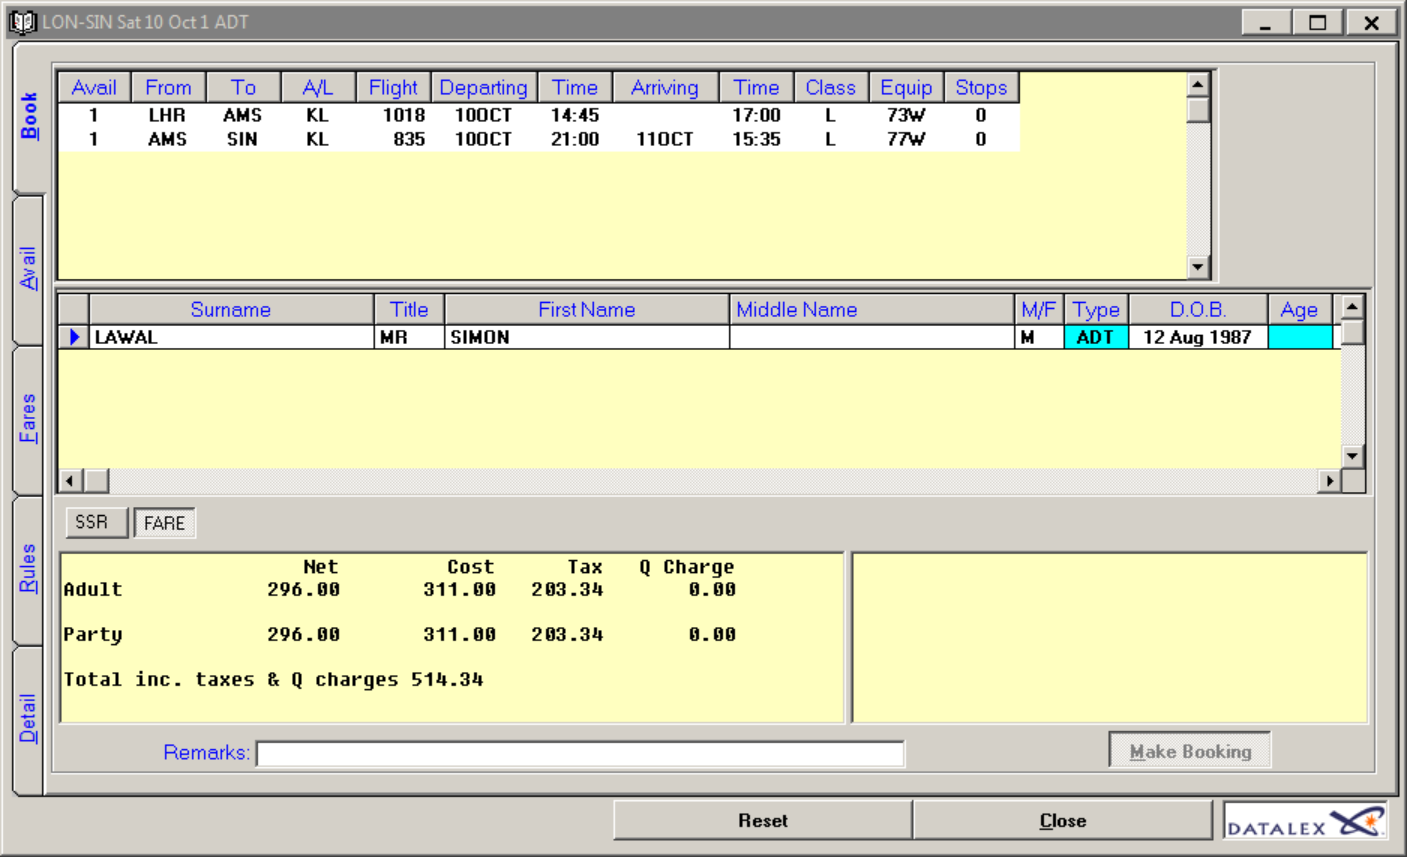 LON-SIN Sat 10 Oct 1 ADT
Book
Avail
Fares
Rules
Detail
Avail From To A/L Flight Departing Time Arriving Time Class Equip Stops
1 LHR AMS KL 1018 10OCT 14:45 17:00 L 73W 0
1 AMS SIN KL 835 10OCT 21:00 11OCT 15:35 L 77W 0
Surname Title First Name Middle Name M/F Type D.O.B. Age
LAWAL MR SIMON M ADT 12 Aug 1987
SSR FARE
Net Cost Tax Q Charge
Adult 296.00 311.00 203.34 0.00
Party 296.00 311.00 203.34 0.00
Total inc. taxes & Q charges 514.34
Remarks: Make Booking
Reset Close DATALEX